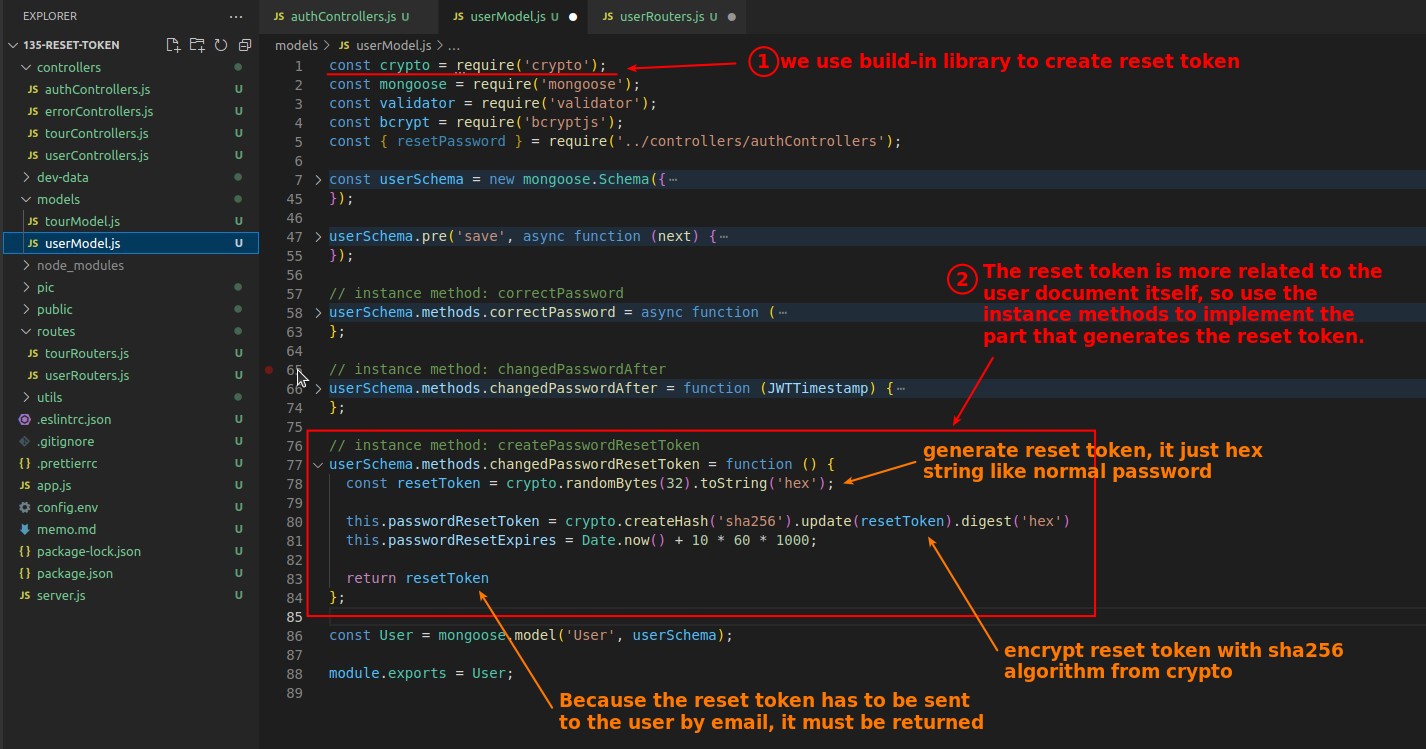 EXPLORER
135-RESET-TOKEN
controllers
JS authControllers.js U
JS errorControllers.js U
JS tourControllers.js U
JS userControllers.js U
dev-data
models
JS tourModel.js U
JS userModel.js U
node_modules
pic
public
routes
JS tourRouters.js U
JS userRouters.js U
utils
.eslintrc.json U
.gitignore U
{} .prettierrc U
JS app.js U
config.env U
memo.md U
{} package-lock.json U
{} package.json U
JS server.js U
JS authControllers.js U
JS userModel.js U
JS userRouters.js U
models > JS userModel.js > ...
1 const crypto = require('crypto');
2 const mongoose = require('mongoose');
3 const validator = require('validator');
4 const bcrypt = require('bcryptjs');
5 const { resetPassword } = require('../controllers/authControllers');
6
7 const userSchema = new mongoose.Schema({⋯
45 });
46
47 userSchema.pre('save', async function (next) {⋯
55 });
56
57 // instance method: correctPassword
58 userSchema.methods.correctPassword = async function (⋯
63 };
64
65 // instance method: changedPasswordAfter
66 userSchema.methods.changedPasswordAfter = function (JWTTimestamp) {⋯
74 };
75
76 // instance method: createPasswordResetToken
77 userSchema.methods.changedPasswordResetToken = function () {
78 const resetToken = crypto.randomBytes(32).toString('hex');
79
80 this.passwordResetToken = crypto.createHash('sha256').update(resetToken).digest('hex')
81 this.passwordResetExpires = Date.now() + 10 * 60 * 1000;
82
83 return resetToken
84 };
85
86 const User = mongoose.model('User', userSchema);
87
88 module.exports = User;
89
1 we use build-in library to create reset token
2 The reset token is more related to the
user document itself, so use the
instance methods to implement the
part that generates the reset token.
generate reset token, it just hex
string like normal password
encrypt reset token with sha256
algorithm from crypto
Because the reset token has to be sent
to the user by email, it must be returned